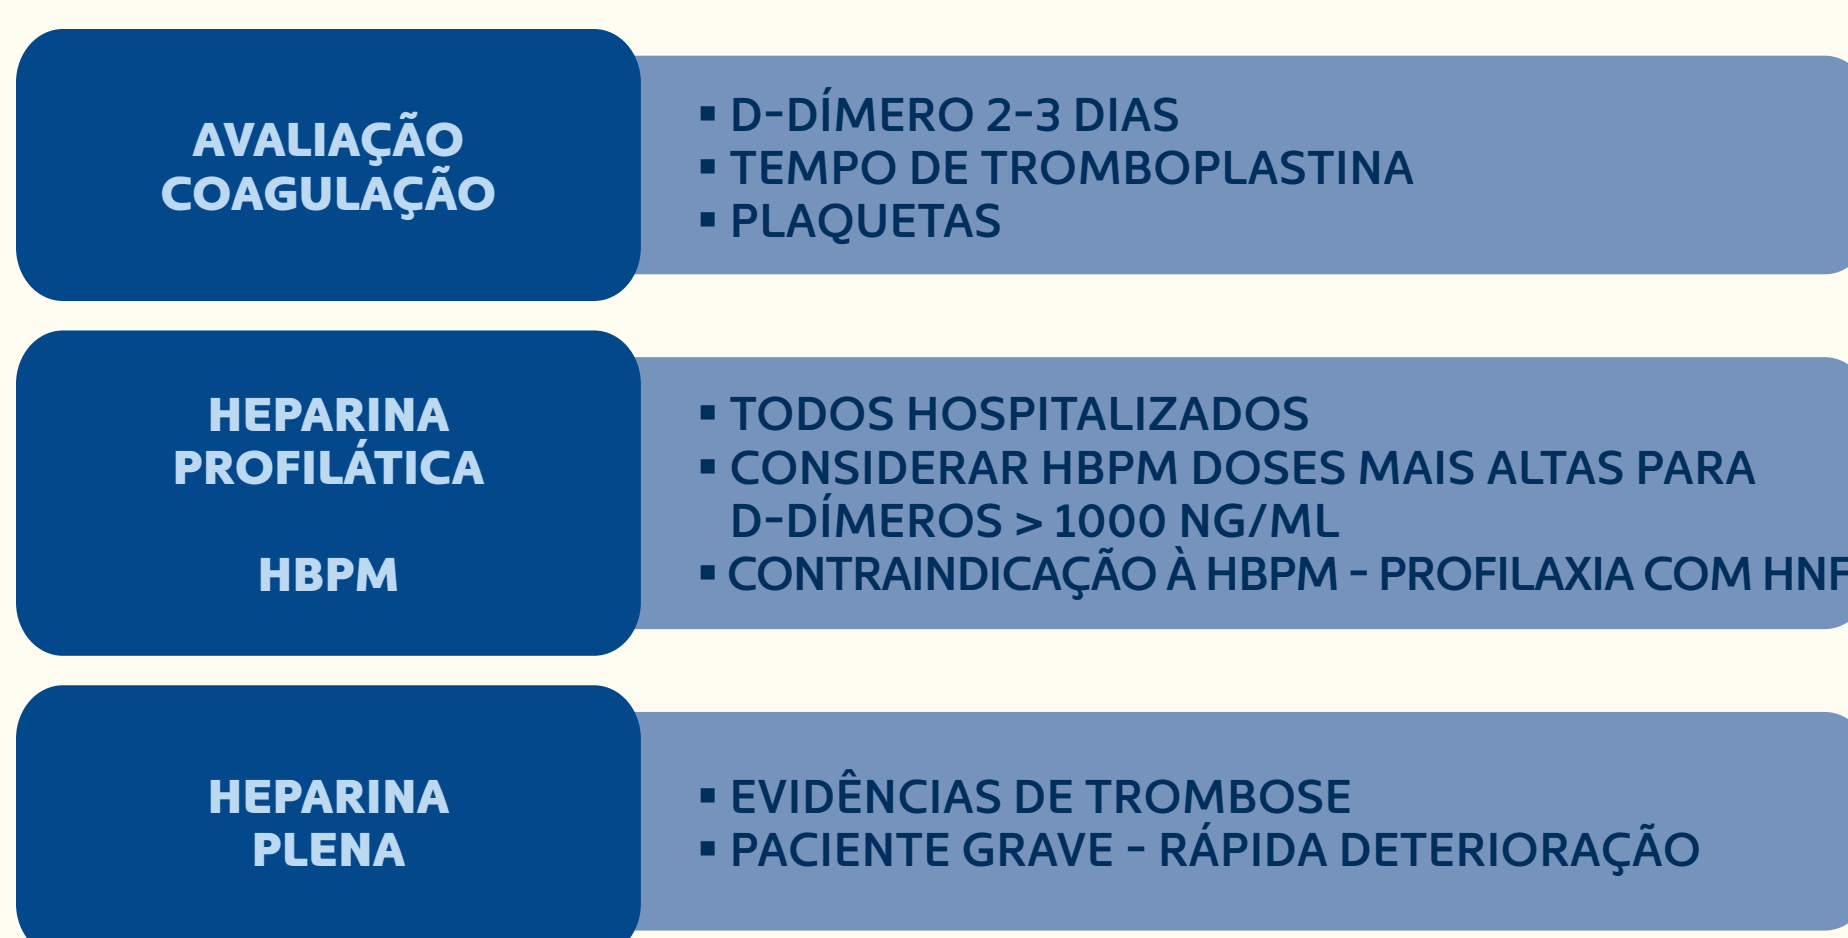 AVALIAÇÃO
COAGULAÇÃO
▪ D-DÍMERO 2-3 DIAS
▪ TEMPO DE TROMBOPLASTINA
▪ PLAQUETAS
HEPARINA
PROFILÁTICA
HBPM
▪ TODOS HOSPITALIZADOS
▪ CONSIDERAR HBPM DOSES MAIS ALTAS PARA
D-DÍMEROS > 1000 NG/ML
▪ CONTRAINDICAÇÃO À HBPM - PROFILAXIA COM HNF
HEPARINA
PLENA
▪ EVIDÊNCIAS DE TROMBOSE
▪ PACIENTE GRAVE - RÁPIDA DETERIORAÇÃO